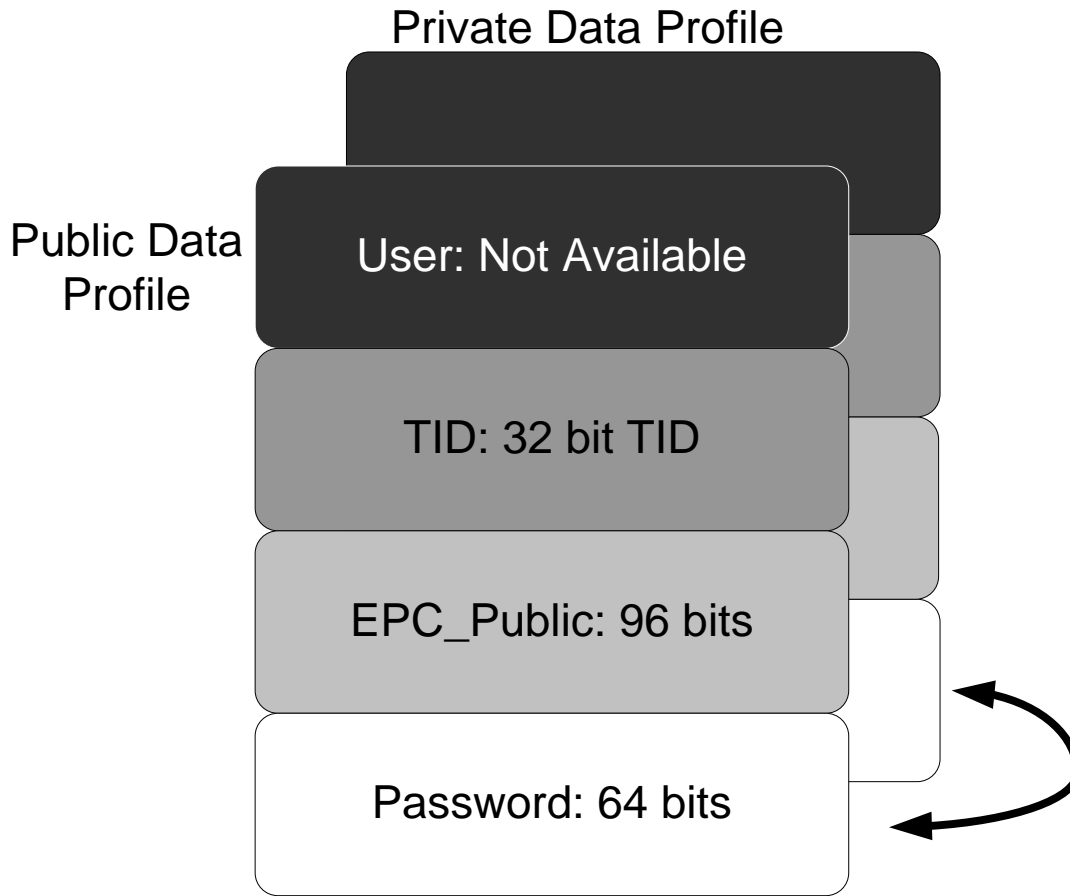 Private Data Profile
Public Data
Profile
User: Not Available
TID: 32 bit TID
EPC_Public: 96 bits
Password: 64 bits